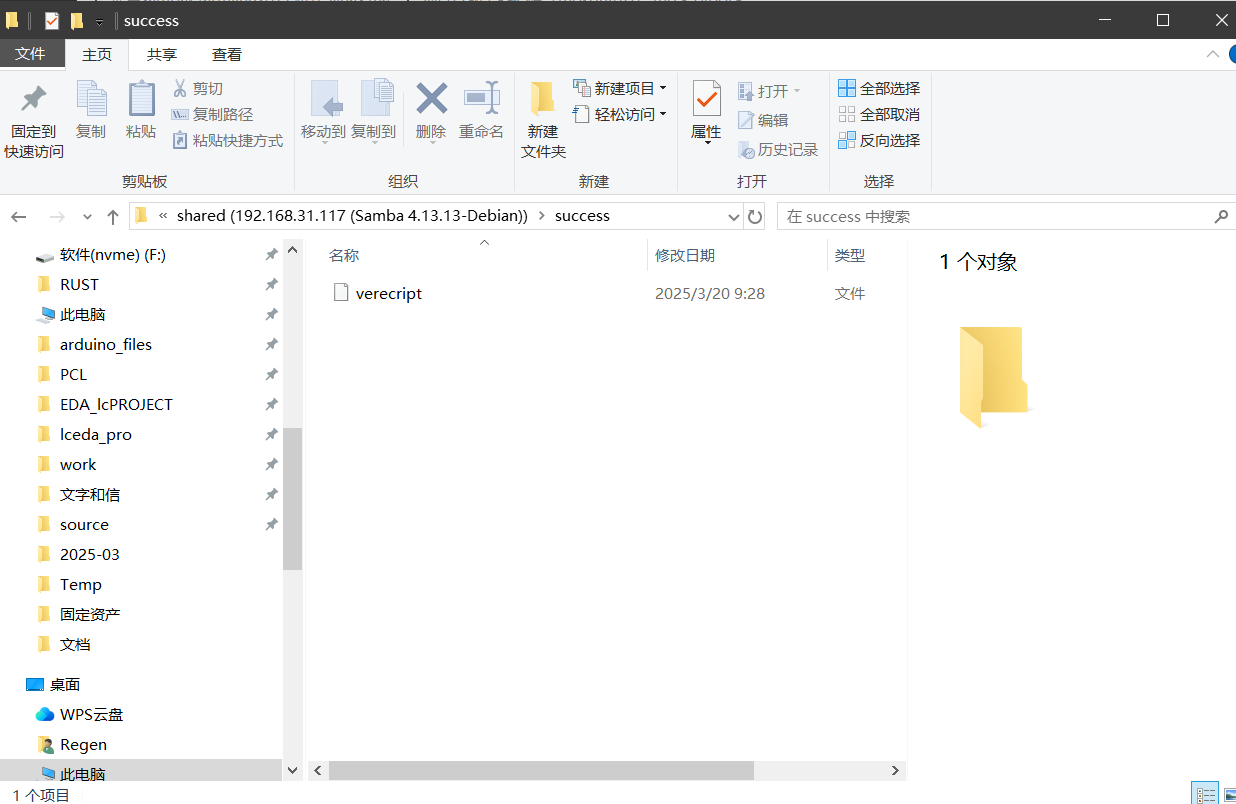 success
文件
主页
共享
查看
固定到
快速访问
复制
粘贴
剪切
复制路径
粘贴快捷方式
剪贴板
移动到
复制到
删除
重命名
组织
新建
文件夹
新建项目
轻松访问
新建
属性
打开
编辑
历史记录
打开
全部选择
全部取消
反向选择
选择
« shared (192.168.31.117 (Samba 4.13.13-Debian)) › success
在 success 中搜索
软件(nvme) (F:)
RUST
此电脑
arduino_files
PCL
EDA_lcPROJECT
lceda_pro
work
文字和信
source
2025-03
Temp
固定资产
文档
桌面
WPS云盘
Regen
此电脑
名称
修改日期
类型
verecript
2025/3/20 9:28
文件
1 个对象
1 个项目